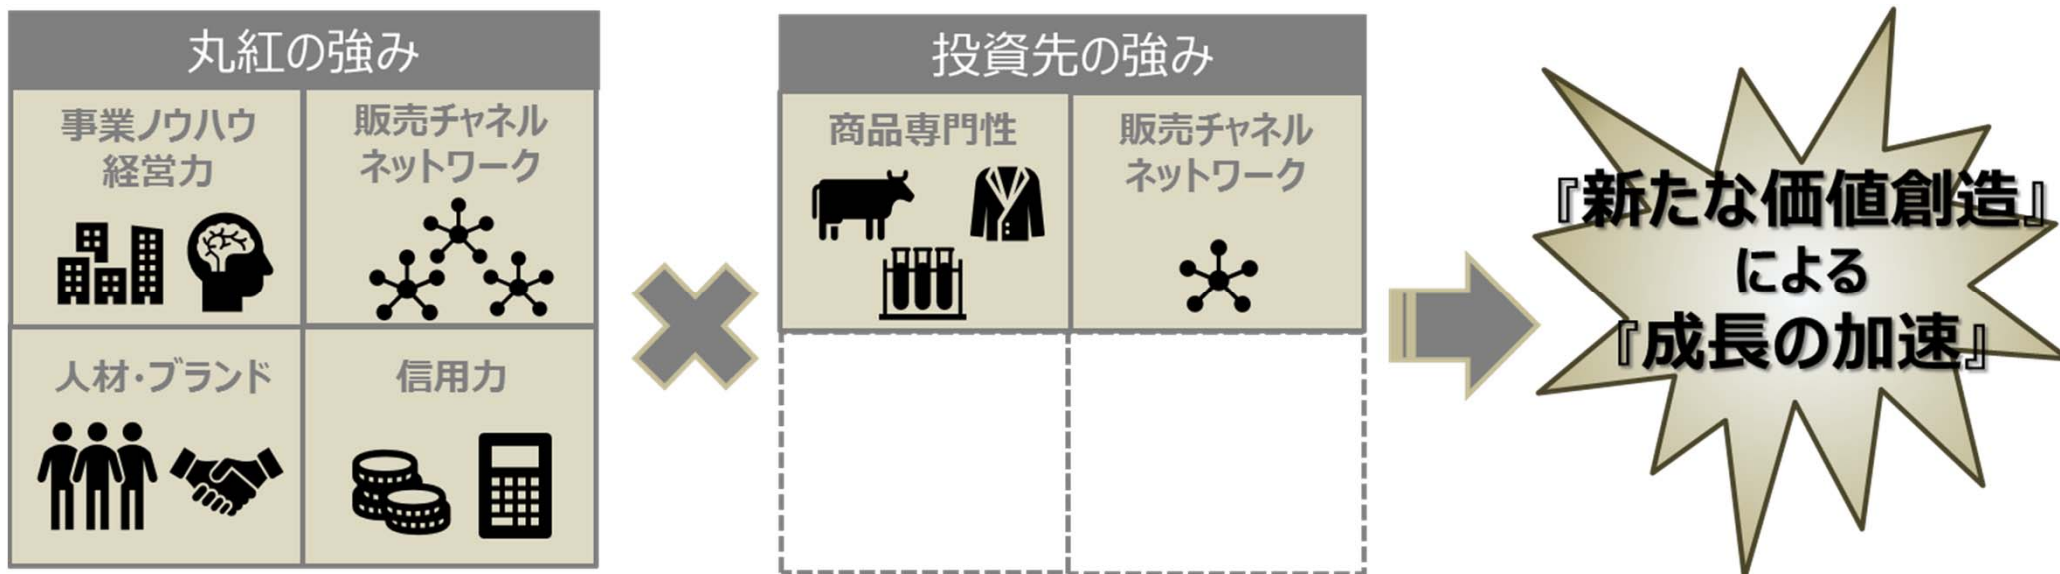 丸紅の強み
事業ノウハウ
経営力
販売チャネル
ネットワーク
人材・ブランド
信用力
投資先の強み
商品専門性
販売チャネル
ネットワーク
『新たな価値創造』
による
『成長の加速』